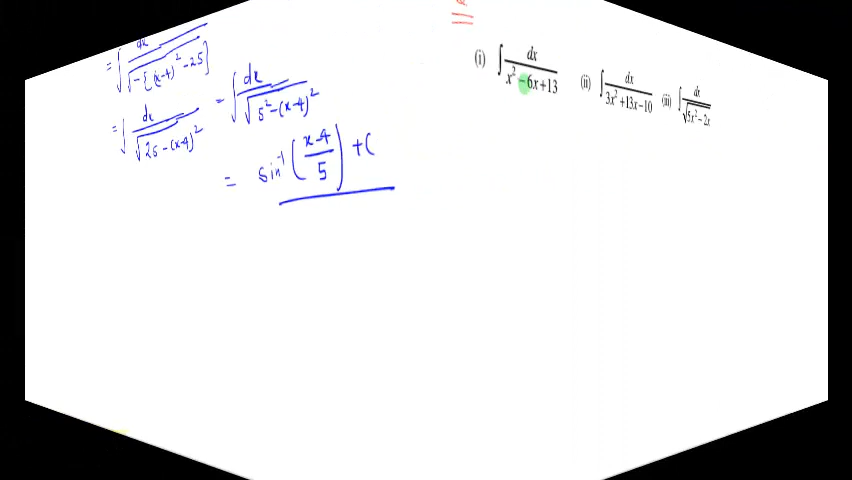 = ∫ dx / √(-[(x-4)² - 25])
= ∫ dx / √(25 - (x-4)²) = ∫ dx / √(5² - (x-4)²)
= sin⁻¹ ((x-4)/5) + C
(i) ∫ dx / (x² - 6x + 13) (ii) ∫ dx / (3x² + 13x - 10) (iii) ∫ dx / √(5x² - 2x)